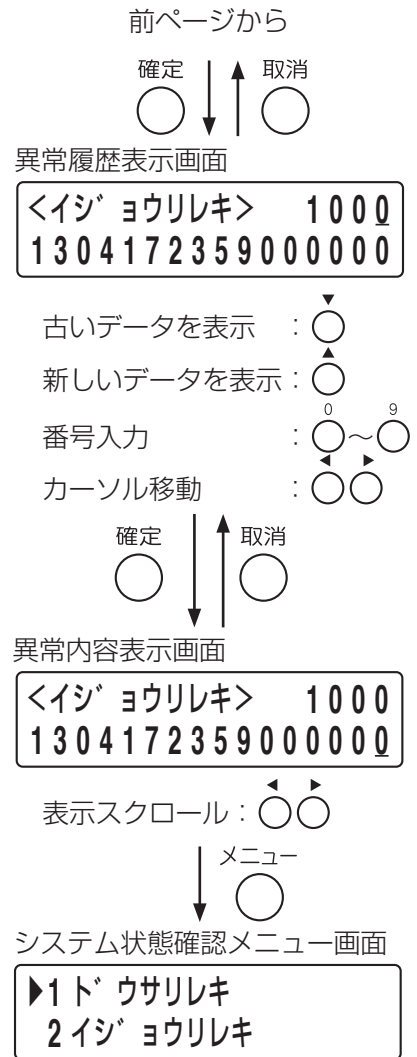 前ページから
確定 取消
異常履歴表示画面
<イジョウリレキ> 1000
1304172359000000
古いデータを表示 : ▼
新しいデータを表示 : ▲
番号入力 : 0 ～ 9
カーソル移動 : ◀ ▶
確定 取消
異常内容表示画面
<イジョウリレキ> 1000
1304172359000000
表示スクロール : ◀ ▶
メニュー
システム状態確認メニュー画面
▶1 ドウサリレキ
2 イジョウリレキ